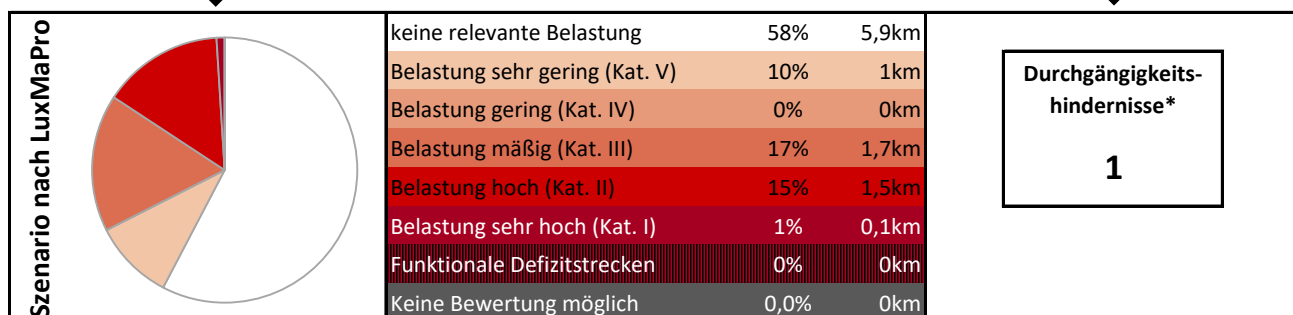 Szenario nach LuxMaPro
keine relevante Belastung 58% 5,9km
Belastung sehr gering (Kat. V) 10% 1km
Belastung gering (Kat. IV) 0% 0km
Belastung mäßig (Kat. III) 17% 1,7km
Belastung hoch (Kat. II) 15% 1,5km
Belastung sehr hoch (Kat. I) 1% 0,1km
Funktionale Defizitstrecken 0% 0km
Keine Bewertung möglich 0,0% 0km
Durchgängigkeits-
hindernisse*
1